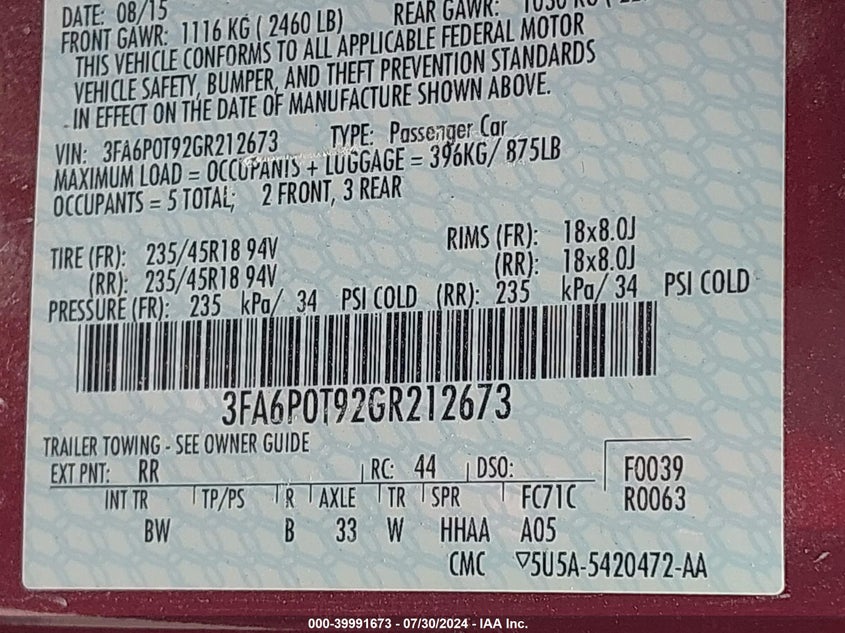 DATE: 08/15
FRONT GAWR: 1116 KG ( 2460 LB) REAR GAWR:
THIS VEHICLE CONFORMS TO ALL APPLICABLE FEDERAL MOTOR
VEHICLE SAFETY, BUMPER, AND THEFT PREVENTION STANDARDS
IN EFFECT ON THE DATE OF MANUFACTURE SHOWN ABOVE.
VIN: 3FA6P0T92GR212673 TYPE: Passenger Car
MAXIMUM LOAD = OCCUPANTS + LUGGAGE = 396KG/ 875LB
OCCUPANTS = 5 TOTAL; 2 FRONT, 3 REAR
TIRE (FR): 235/45R18 94V RIMS (FR): 18x8.0J
(RR): 235/45R18 94V (RR): 18x8.0J
PRESSURE (FR): 235 kPa/ 34 PSI COLD (RR): 235 kPa/ 34 PSI COLD
3FA6P0T92GR212673
TRAILER TOWING - SEE OWNER GUIDE
EXT PNT: RR RC: 44 DSO: F0039
INT TR TP/PS R AXLE TR SPR FC71C R0063
BW B 33 W HHAA A05
CMC ▽5U5A-5420472-AA
000-39991673 - 07/30/2024 - IAA Inc.